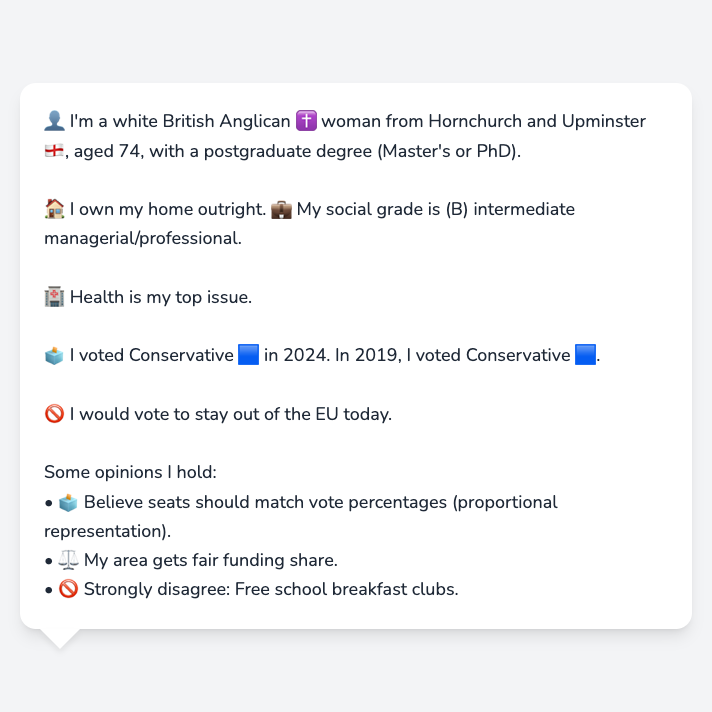 👤 I'm a white British Anglican ✝️ woman from Hornchurch and Upminster
🏴󠁧󠁢󠁥󠁮󠁧󠁿, aged 74, with a postgraduate degree (Master's or PhD).
🏠 I own my home outright. 💼 My social grade is (B) intermediate
managerial/professional.
🏥 Health is my top issue.
🗳️ I voted Conservative 🟦 in 2024. In 2019, I voted Conservative 🟦.
🚫 I would vote to stay out of the EU today.
Some opinions I hold:
• 🗳️ Believe seats should match vote percentages (proportional
representation).
• ⚖️ My area gets fair funding share.
• 🚫 Strongly disagree: Free school breakfast clubs.